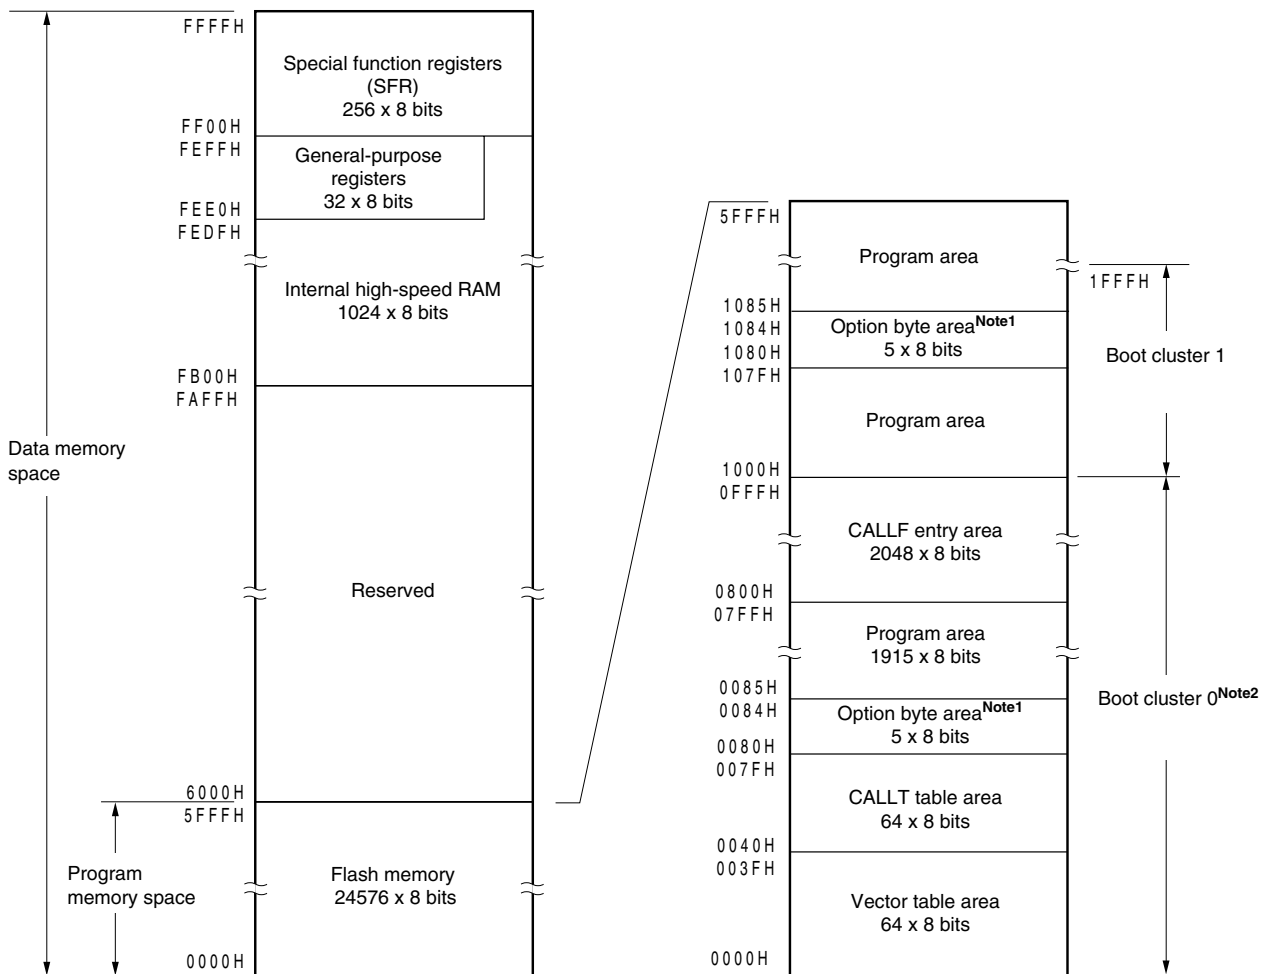 FFFFH
Special function registers
(SFR)
256 x 8 bits
FF00H
FEFFH
General-purpose
registers
32 x 8 bits
FEE0H
FEDFH
Internal high-speed RAM
1024 x 8 bits
FB00H
FAFFH
Data memory
space
Reserved
6000H
5FFFH
Program
memory space
Flash memory
24576 x 8 bits
0000H
5FFFH
Program area
1FFFH
1085H
1084H
Option byte areaNote1
5 x 8 bits
1080H
107FH
Boot cluster 1
Program area
1000H
0FFFH
CALLF entry area
2048 x 8 bits
0800H
07FFH
Program area
1915 x 8 bits
0085H
0084H
Option byte areaNote1
5 x 8 bits
Boot cluster 0Note2
0080H
007FH
CALLT table area
64 x 8 bits
0040H
003FH
Vector table area
64 x 8 bits
0000H